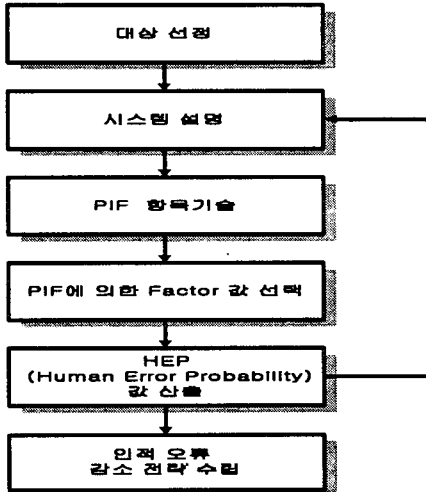 대상 선정
시스템 설명
PIF 항목기술
PIF에 의한 Factor 값 선택
HEP
(Human Error Probability)
값 산출
인적 오류
감소 전략 수립